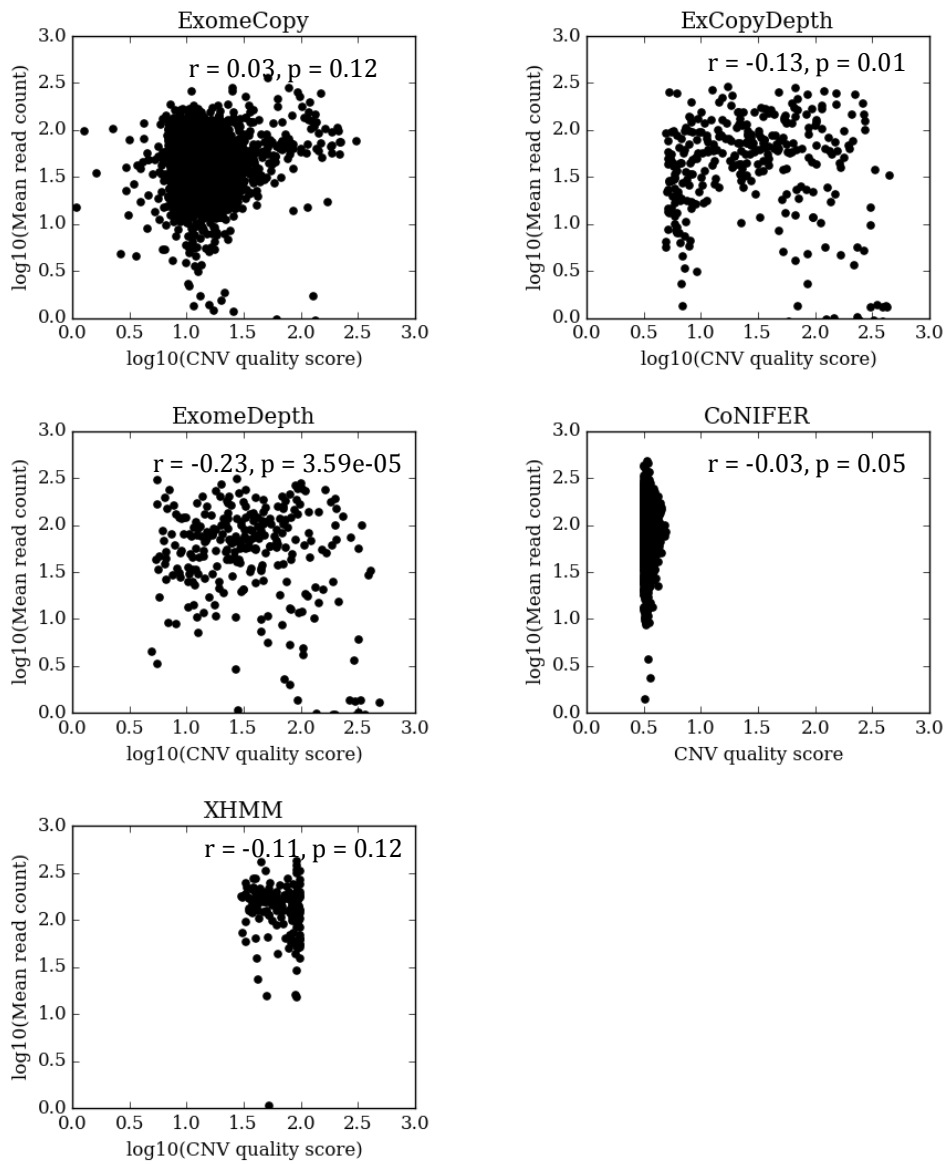 ExomeCopy
r = 0.03, p = 0.12
log10(Mean read count)
3.0
2.5
2.0
1.5
1.0
0.5
0.0
0.0 0.5 1.0 1.5 2.0 2.5 3.0
log10(CNV quality score)
ExCopyDepth
r = -0.13, p = 0.01
log10(Mean read count)
3.0
2.5
2.0
1.5
1.0
0.5
0.0
0.0 0.5 1.0 1.5 2.0 2.5 3.0
log10(CNV quality score)
ExomeDepth
r = -0.23, p = 3.59e-05
log10(Mean read count)
3.0
2.5
2.0
1.5
1.0
0.5
0.0
0.0 0.5 1.0 1.5 2.0 2.5 3.0
log10(CNV quality score)
CoNIFER
r = -0.03, p = 0.05
log10(Mean read count)
3.0
2.5
2.0
1.5
1.0
0.5
0.0
0.0 0.5 1.0 1.5 2.0 2.5 3.0
CNV quality score
XHMM
r = -0.11, p = 0.12
log10(Mean read count)
3.0
2.5
2.0
1.5
1.0
0.5
0.0
0.0 0.5 1.0 1.5 2.0 2.5 3.0
log10(CNV quality score)